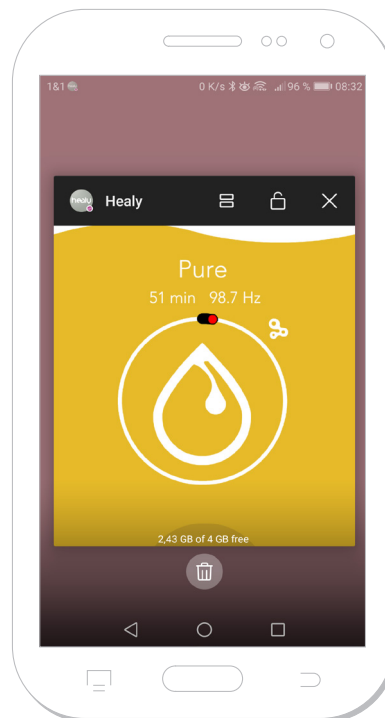 1&1
0 K/s 96 % 08:32
healy Healy
Pure
51 min 98.7 Hz
2,43 GB of 4 GB free